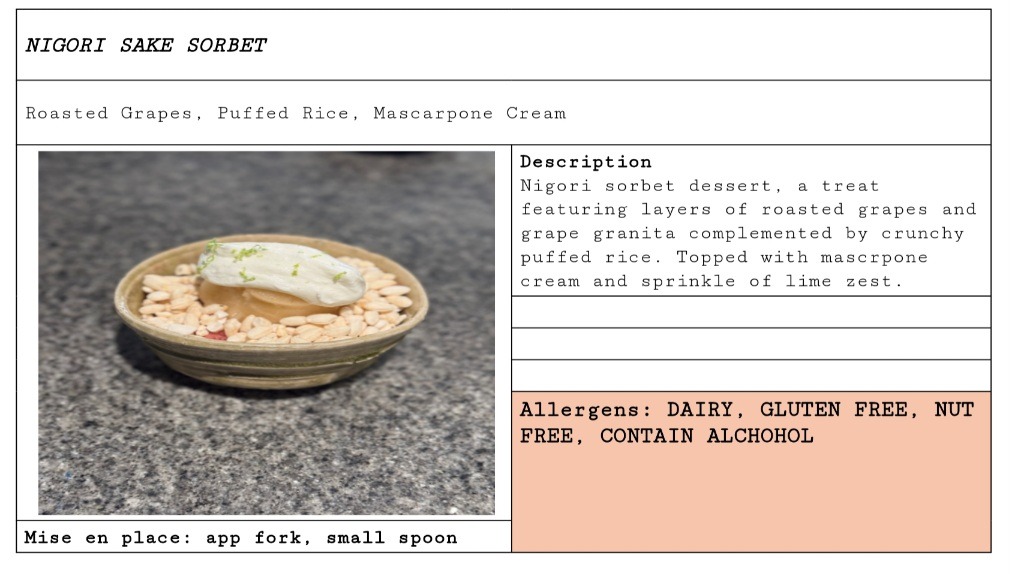 NIGORI SAKE SORBET
Roasted Grapes, Puffed Rice, Mascarpone Cream
Description
Nigori sorbet dessert, a treat
featuring layers of roasted grapes and
grape granita complemented by crunchy
puffed rice. Topped with mascrpone
cream and sprinkle of lime zest.
Allergens: DAIRY, GLUTEN FREE, NUT
FREE, CONTAIN ALCHOHOL
Mise en place: app fork, small spoon